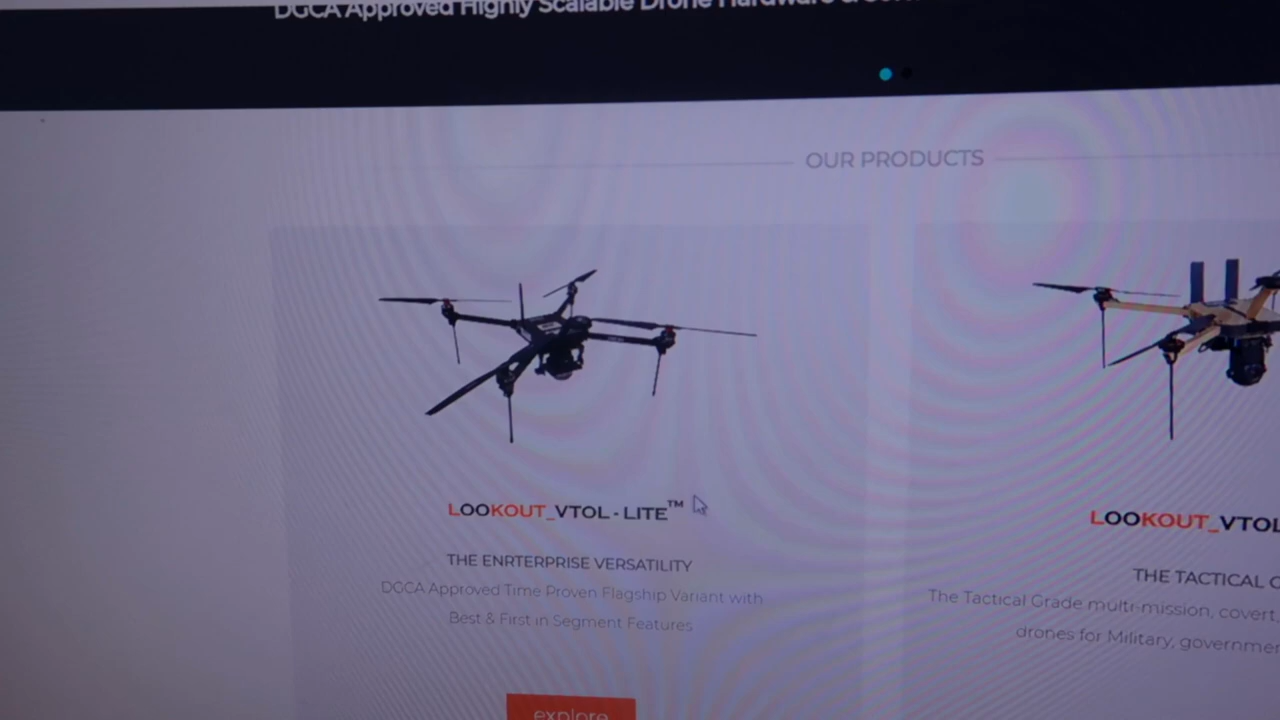 DGCA Approved Highly Scalable Drone Hardware &
OUR PRODUCTS
LOOKOUT_VTOL - LITE™
THE ENRTERPRISE VERSATILITY
DGCA Approved Time Proven Flagship Variant with
Best & First in Segment Features
explore
LOOKOUT_VTOL
THE TACTICAL
The Tactical Grade multi-mission, covert,
drones for Military,